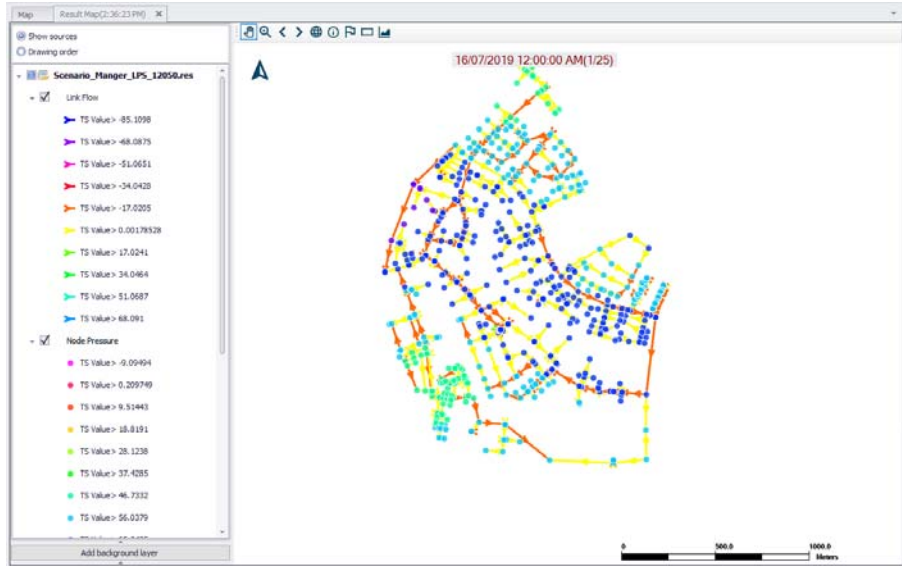 Map
Result Map(2:36:23 PM)
Show sources
Drawing order
Scenario_Manger_LPS_12050.res
Link Flow
TS Value > -85.1098
TS Value > -68.0875
TS Value > -51.0651
TS Value > -34.0428
TS Value > -17.0205
TS Value > 0.00178528
TS Value > 17.0241
TS Value > 34.0464
TS Value > 51.0687
TS Value > 68.091
Node Pressure
TS Value > -9.09494
TS Value > 0.209749
TS Value > 9.51443
TS Value > 18.8191
TS Value > 28.1238
TS Value > 37.4285
TS Value > 46.7332
TS Value > 56.0379
Add background layer
16/07/2019 12:00:00 AM(1/25)
0 500.0 1000.0
Meters